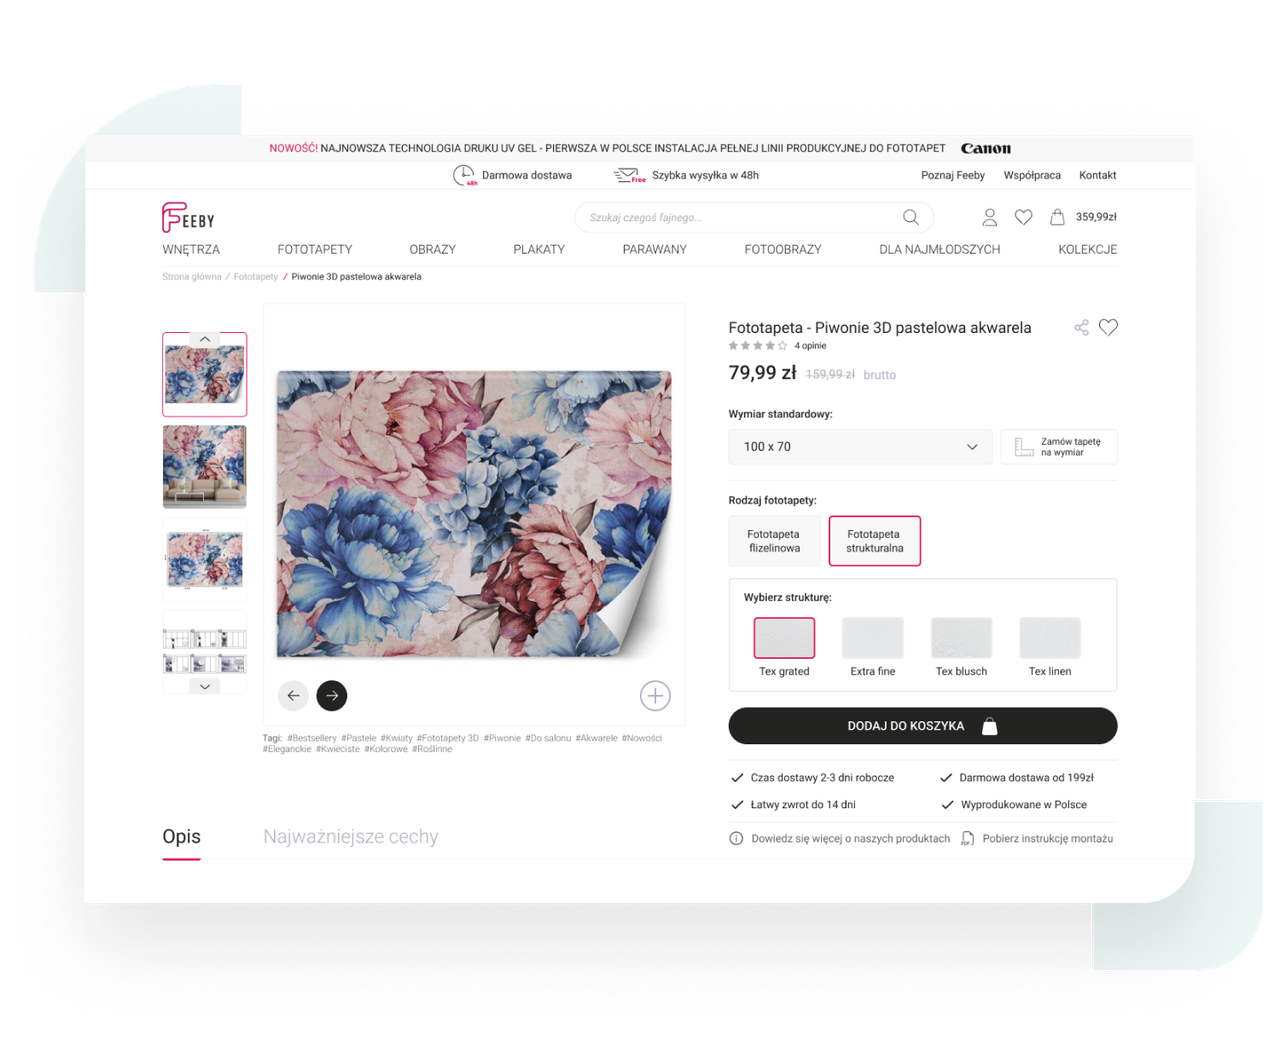 NOWOŚĆ! NAJNOWSZA TECHNOLOGIA DRUKU UV GEL - PIERWSZA W POLSCE INSTALACJA PEŁNEJ LINII PRODUKCYJNEJ DO FOTOTAPET Canon
48h Darmowa dostawa Free Szybka wysyłka w 48h Poznaj Feeby Współpraca Kontakt
FEEBY Szukaj czegoś fajnego... 359,99zł
WNĘTRZA FOTOTAPETY OBRAZY PLAKATY PARAWANY FOTOOBRAZY DLA NAJMŁODSZYCH KOLEKCJE
Strona główna / Fototapety / Piwonie 3D pastelowa akwarela
Fototapeta - Piwonie 3D pastelowa akwarela
4 opinie
79,99 zł 159,99 zł brutto
Wymiar standardowy:
100 x 70
Zamów tapetę
na wymiar
Rodzaj fototapety:
Fototapeta
flizelinowa
Fototapeta
strukturalna
Wybierz strukturę:
Tex grated Extra fine Tex blusch Tex linen
DODAJ DO KOSZYKA
Tagi: #Bestsellery #Pastele #Kwiaty #Fototapety 3D #Piwonie #Do salonu #Akwarele #Nowości
#Eleganckie #Kwieciste #Kolorowe #Roślinne
Czas dostawy 2-3 dni robocze Darmowa dostawa od 199zł
Łatwy zwrot do 14 dni Wyprodukowane w Polsce
Opis Najważniejsze cechy
Dowiedz się więcej o naszych produktach PDF Pobierz instrukcję montażu